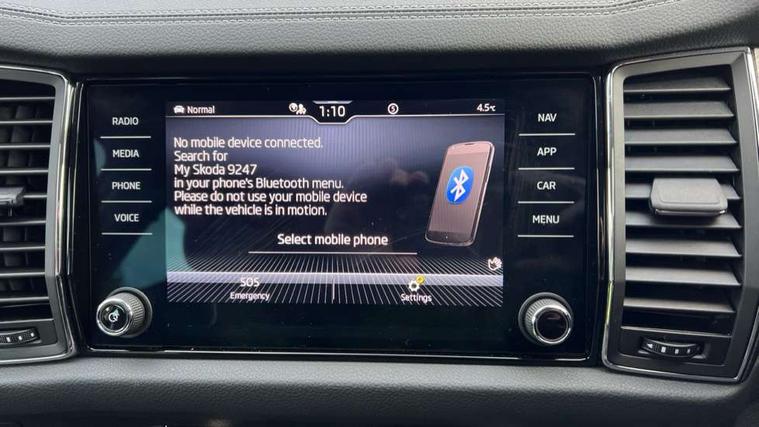 Normal
1:10
5
4.5°C
RADIO
MEDIA
PHONE
VOICE
No mobile device connected.
Search for
My Skoda 9247
in your phone's Bluetooth menu.
Please do not use your mobile device
while the vehicle is in motion.
Select mobile phone
SOS
Emergency
Settings
NAV
APP
CAR
MENU